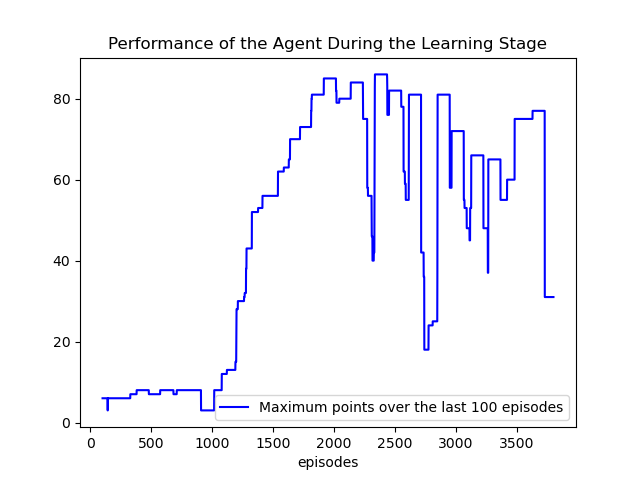 Performance of the Agent During the Learning Stage
80
60
40
20
0
Maximum points over the last 100 episodes
0 500 1000 1500 2000 2500 3000 3500
episodes